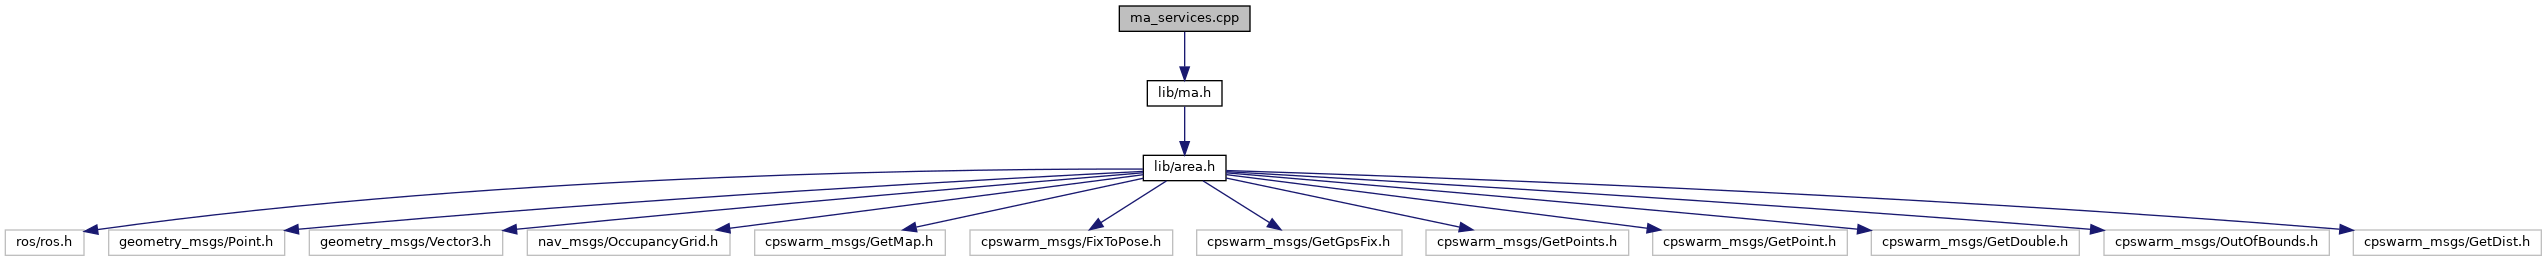 ma_services.cpp
lib/ma.h
lib/area.h
ros/ros.h
geometry_msgs/Point.h
geometry_msgs/Vector3.h
nav_msgs/OccupancyGrid.h
cpswarm_msgs/GetMap.h
cpswarm_msgs/FixToPose.h
cpswarm_msgs/GetGpsFix.h
cpswarm_msgs/GetPoints.h
cpswarm_msgs/GetPoint.h
cpswarm_msgs/GetDouble.h
cpswarm_msgs/OutOfBounds.h
cpswarm_msgs/GetDist.h